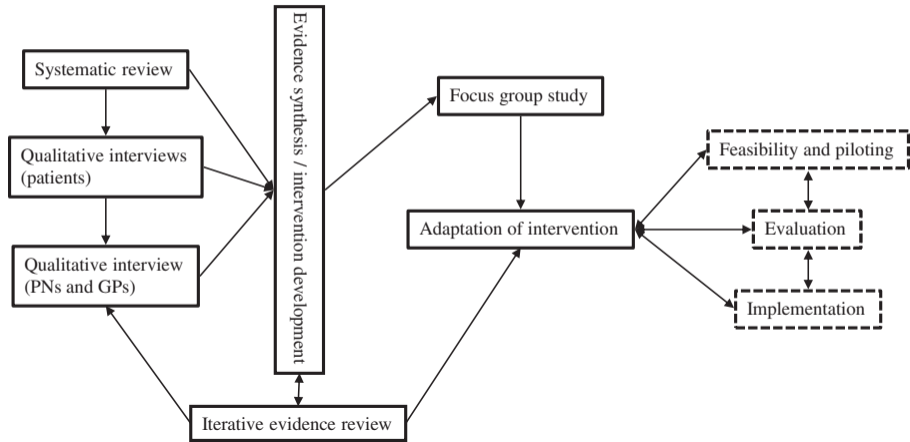 Systematic review
Qualitative interviews
(patients)
Qualitative interview
(PNs and GPs)
Evidence synthesis / intervention development
Iterative evidence review
Focus group study
Adaptation of intervention
Feasibility and piloting
Evaluation
Implementation